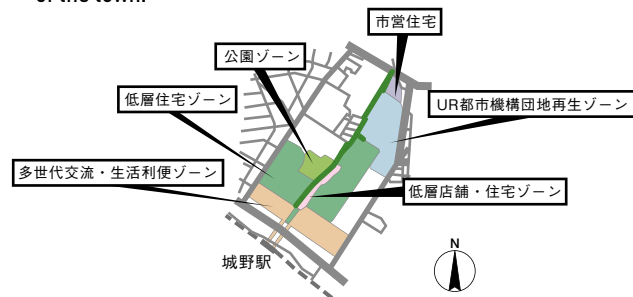 of the town.
市営住宅
公園ゾーン
低層住宅ゾーン
UR都市機構団地再生ゾーン
多世代交流・生活利便ゾーン
低層店舗・住宅ゾーン
城野駅
N